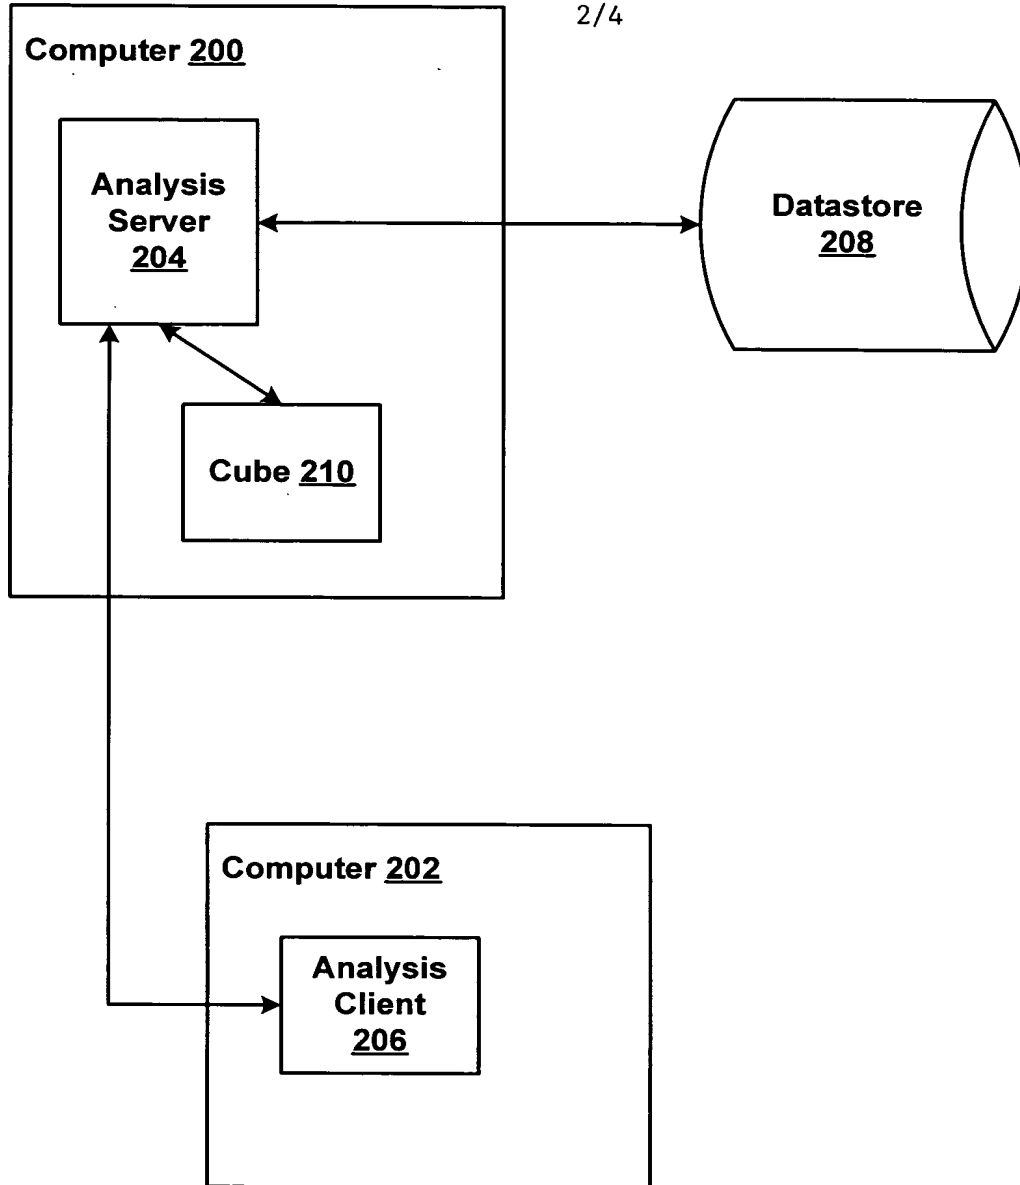 2/4
Computer 200
Analysis
Server
204
Datastore
208
Cube 210
Computer 202
Analysis
Client
206